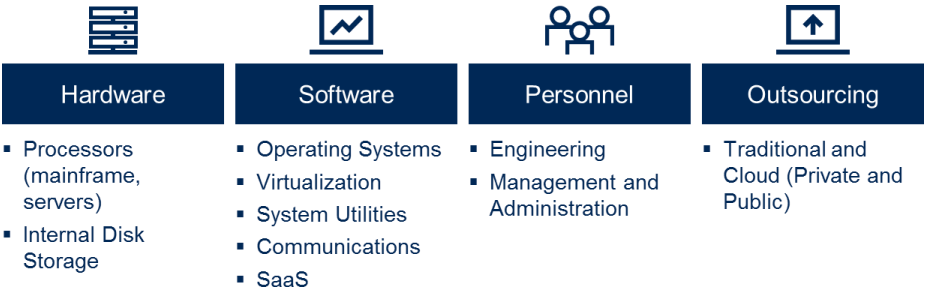 Hardware
▪ Processors
(mainframe,
servers)
▪ Internal Disk
Storage
Software
▪ Operating Systems
▪ Virtualization
▪ System Utilities
▪ Communications
▪ SaaS
Personnel
▪ Engineering
▪ Management and
Administration
Outsourcing
▪ Traditional and
Cloud (Private and
Public)